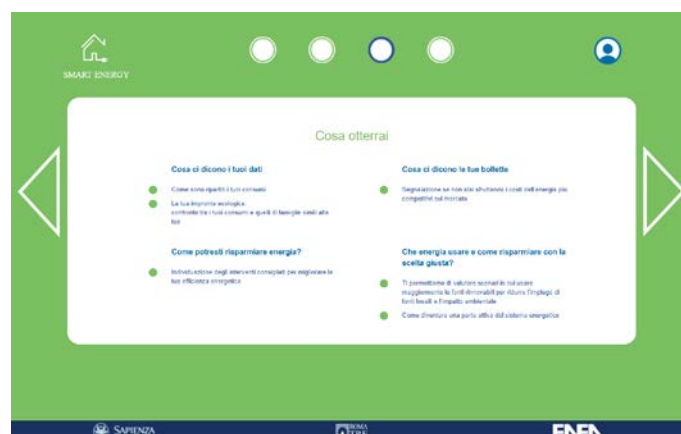 SMART ENERGY
Cosa otterrai
Cosa ci dicono i tuoi dati
Come sono ripartiti i tuoi consumi
La tua impronta ecologica:
confronto tra i tuoi consumi e quelli di famiglie simili alla
tua
Cosa ci dicono le tue bollette
Segnalazione se non stai sfruttando i costi dell'energia più
competitivi sul mercato
Come potresti risparmiare energia?
Individuazione degli interventi consigliati per migliorare la
tua efficienza energetica
Che energia usare e come risparmiare con la
scelta giusta?
Ti permettiamo di valutare scenari in cui usare
maggiormente le fonti rinnovabili per ridurre l'impiego di
fonti fossili e l'impatto ambientale
Come diventare una parte attiva del sistema energetico
SAPIENZA
ROMA
TRE
ENEA